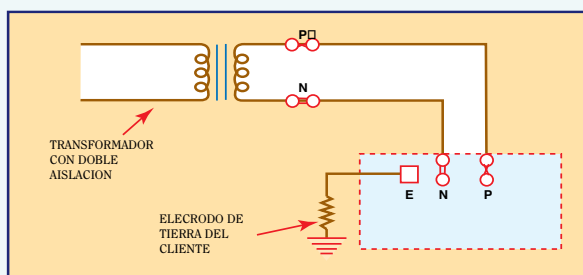 P□
N
TRANSFORMADOR
CON DOBLE
AISLACION
E N P
ELECRODO DE
TIERRA DEL
CLIENTE